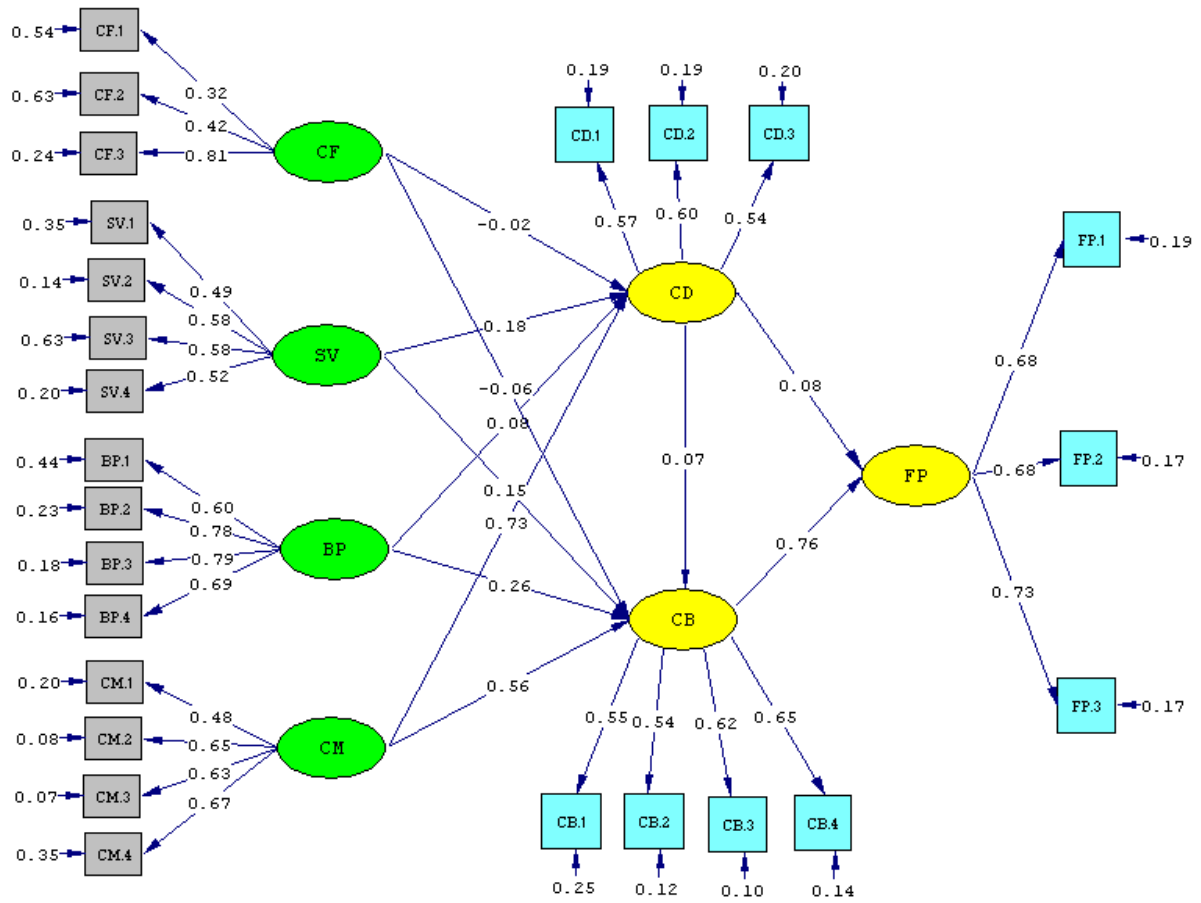 0.54 CF.1
0.63 CF.2
0.24 CF.3
0.32
0.42
0.81
CF
0.35 SV.1
0.14 SV.2
0.63 SV.3
0.20 SV.4
0.49
0.58
0.58
0.52
SV
0.44 BP.1
0.23 BP.2
0.18 BP.3
0.16 BP.4
0.60
0.78
0.79
0.69
BP
0.20 CM.1
0.08 CM.2
0.07 CM.3
0.35 CM.4
0.48
0.65
0.63
0.67
CM
-0.02
0.18
-0.06
0.08
0.15
0.73
0.26
0.56
0.19 0.19 0.20
CD.1 CD.2 CD.3
0.57 0.60 0.54
CD
0.08
0.07
0.76
CB
0.55 0.54 0.62 0.65
CB.1 CB.2 CB.3 CB.4
0.25 0.12 0.10 0.14
FP
0.68
0.68
0.73
FP.1 0.19
FP.2 0.17
FP.3 0.17